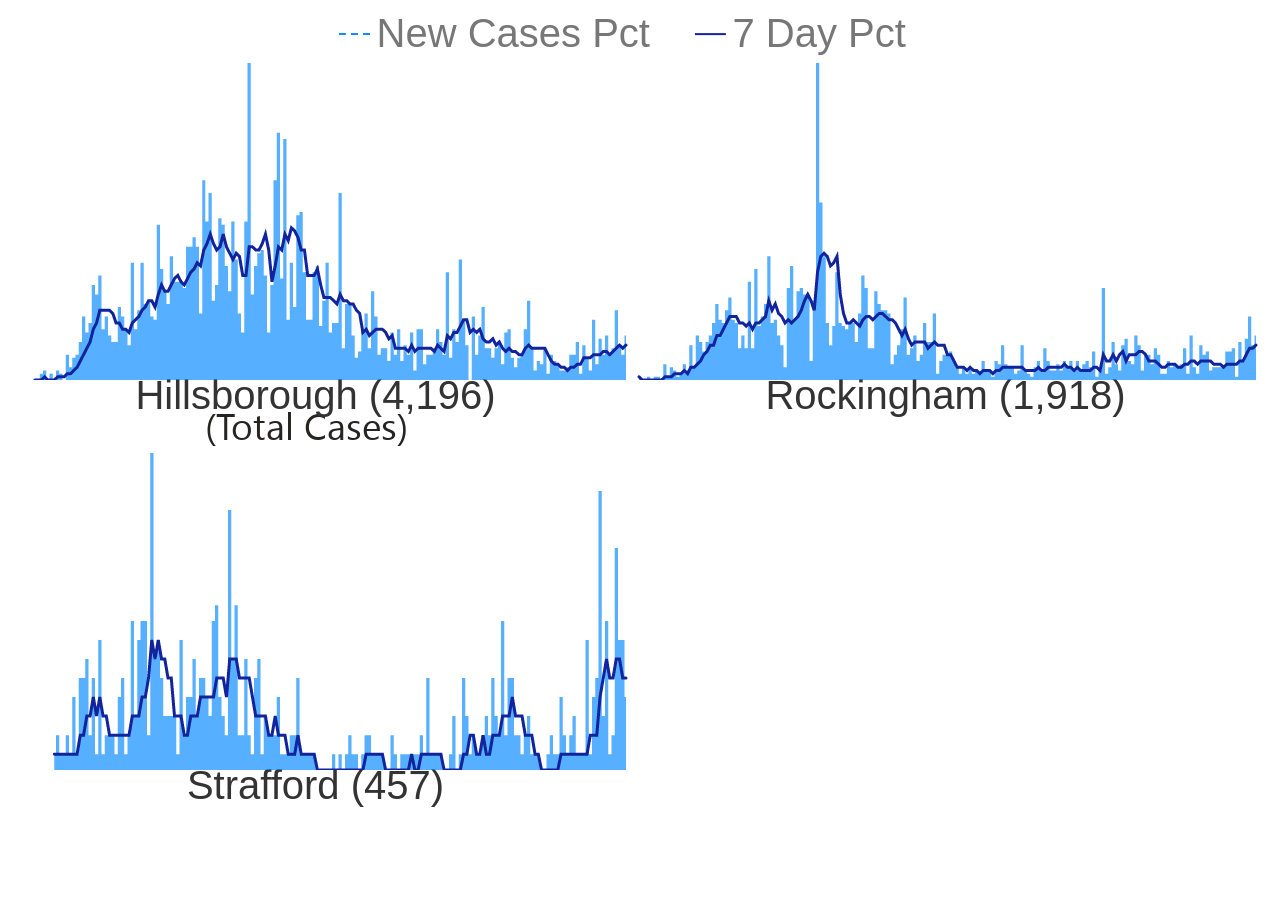 New Cases Pct 7 Day Pct
Hillsborough (4,196)
(Total Cases)
Rockingham (1,918)
Strafford (457)